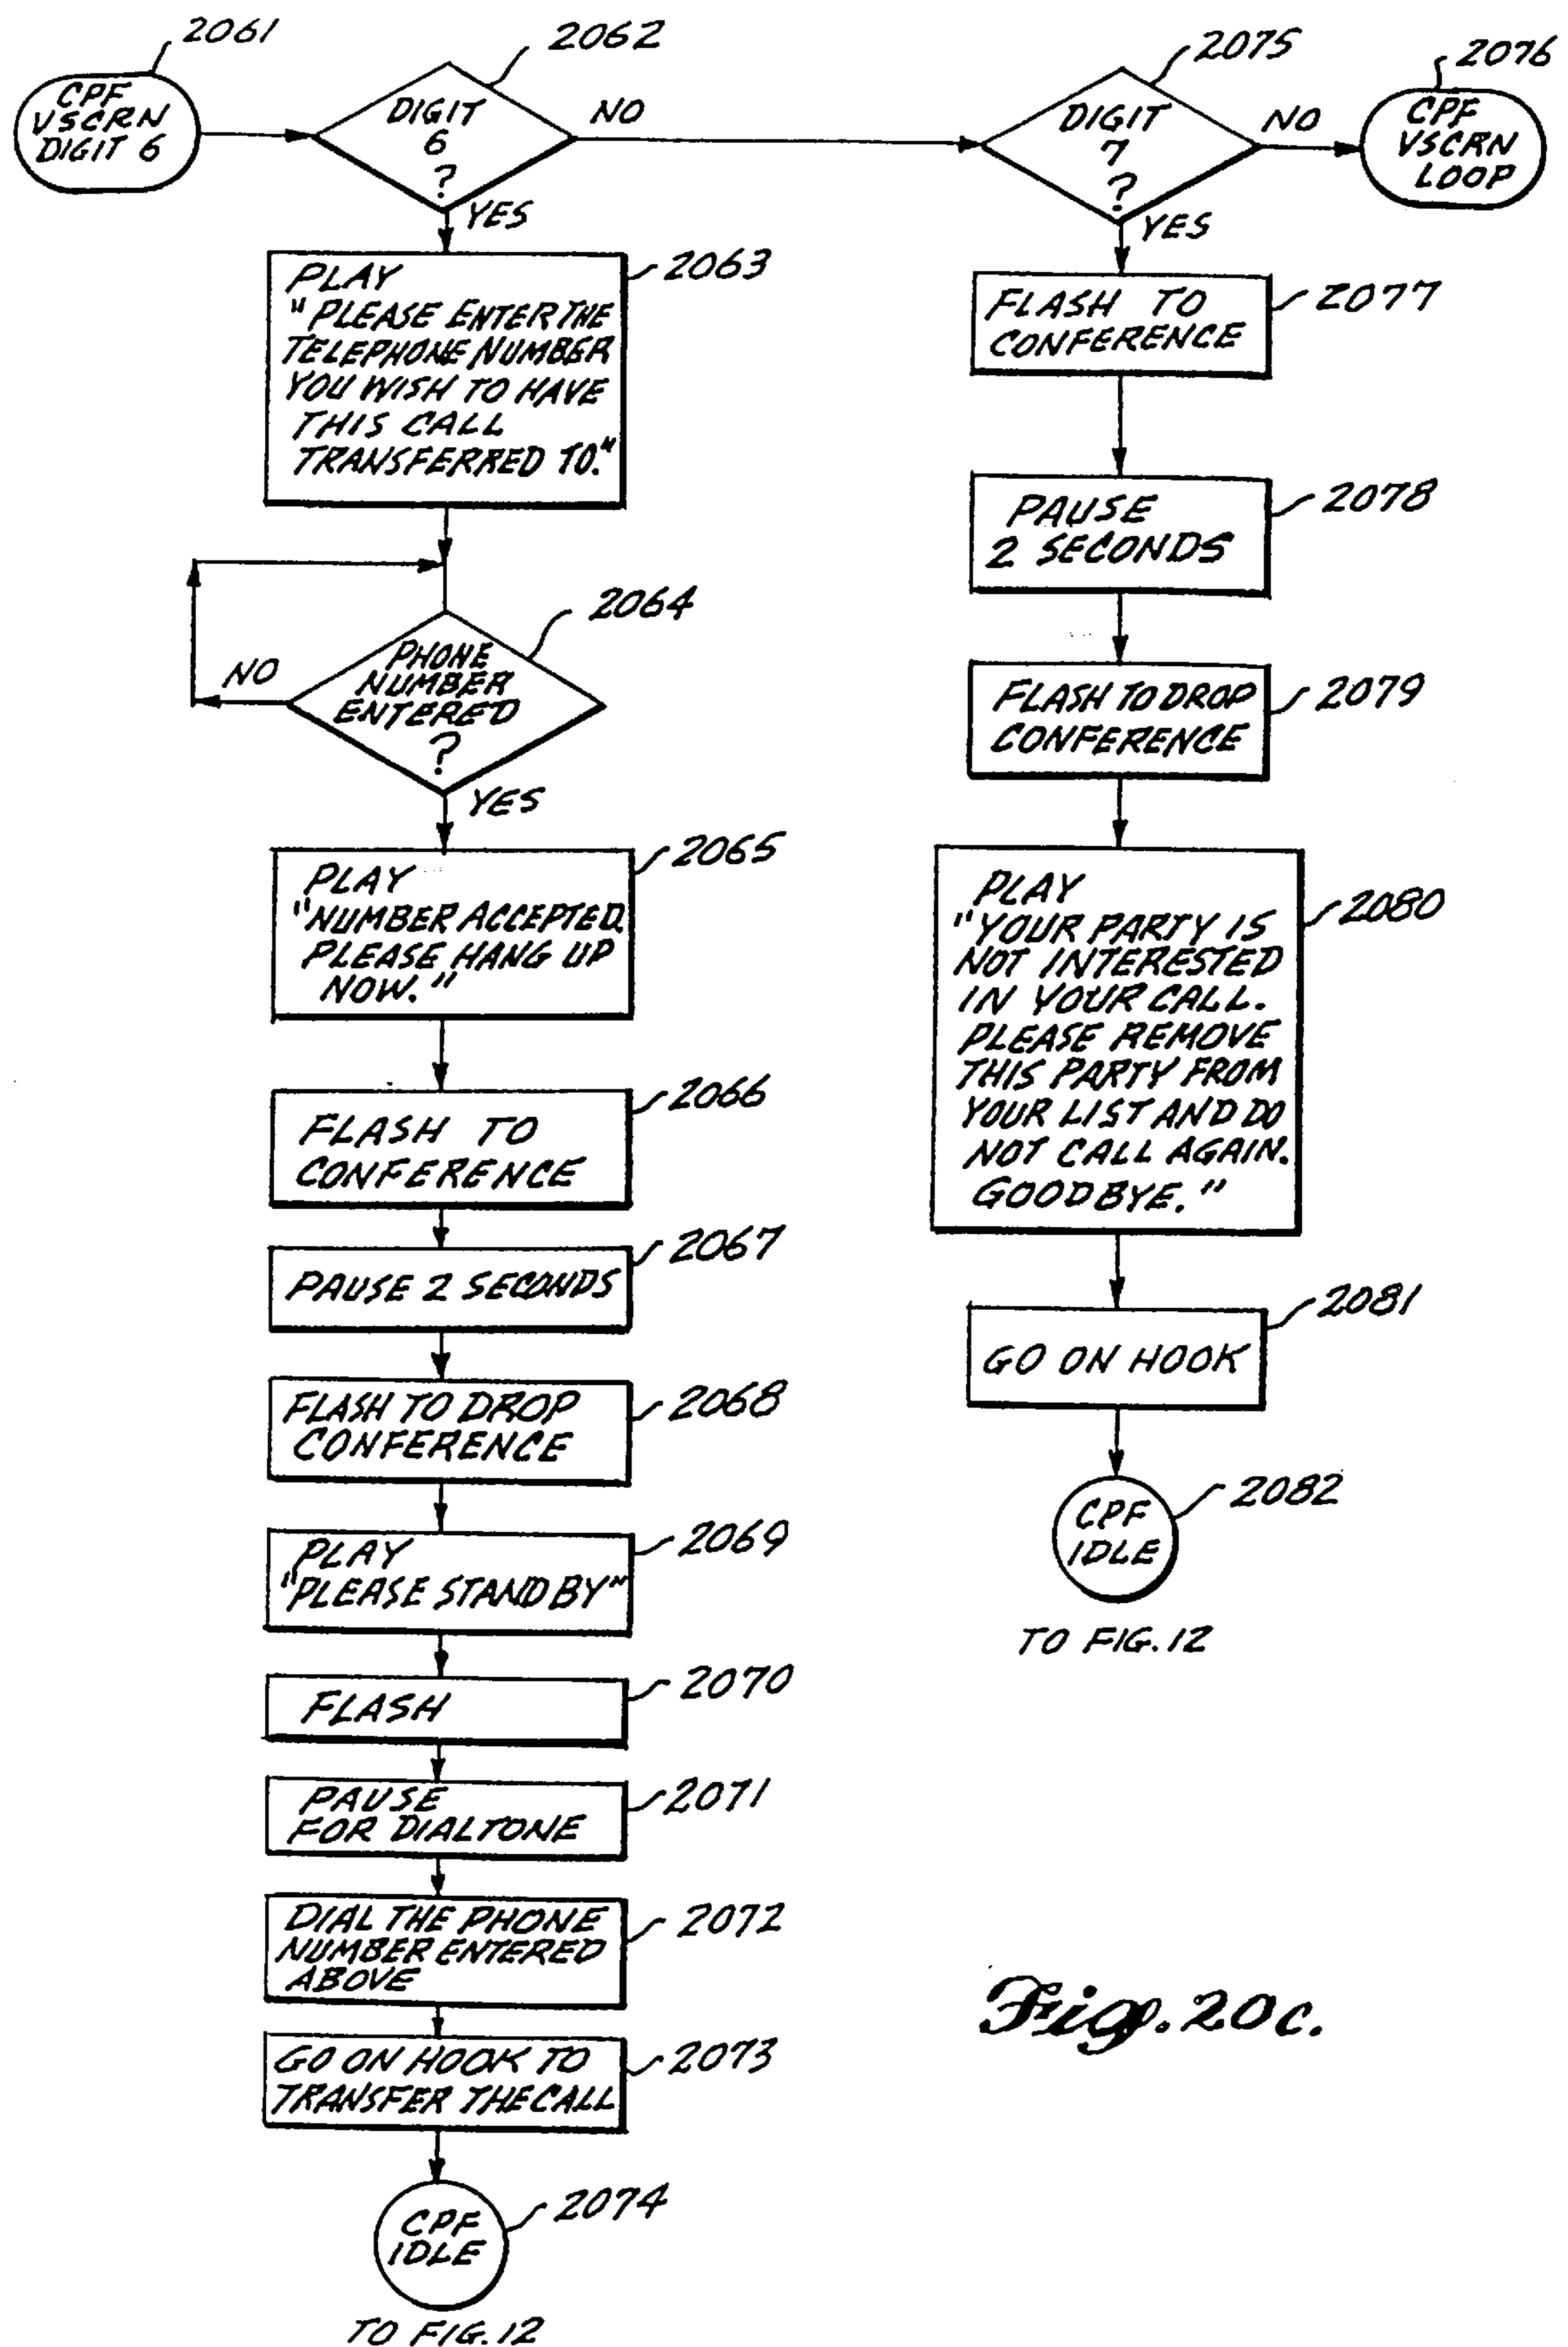 2061
CPF
VSCRN
DIGIT 6
2062
DIGIT
6
?
NO
YES
2075
DIGIT
7
?
NO
YES
2076
CPF
VSCRN
LOOP
2063
PLAY
"PLEASE ENTER THE
TELEPHONE NUMBER
YOU WISH TO HAVE
THIS CALL
TRANSFERRED TO."
2064
PHONE
NUMBER
ENTERED
?
NO
YES
2065
PLAY
"NUMBER ACCEPTED.
PLEASE HANG UP
NOW."
2066
FLASH TO
CONFERENCE
2067
PAUSE 2 SECONDS
2068
FLASH TO DROP
CONFERENCE
2069
PLAY
"PLEASE STAND BY"
2070
FLASH
2071
PAUSE
FOR DIALTONE
2072
DIAL THE PHONE
NUMBER ENTERED
ABOVE
2073
GO ON HOOK TO
TRANSFER THE CALL
2074
CPF
IDLE
TO FIG. 12
2077
FLASH TO
CONFERENCE
2078
PAUSE
2 SECONDS
2079
FLASH TO DROP
CONFERENCE
2080
PLAY
"YOUR PARTY IS
NOT INTERESTED
IN YOUR CALL.
PLEASE REMOVE
THIS PARTY FROM
YOUR LIST AND DO
NOT CALL AGAIN.
GOODBYE."
2081
GO ON HOOK
2082
CPF
IDLE
TO FIG. 12
Fig. 20c.